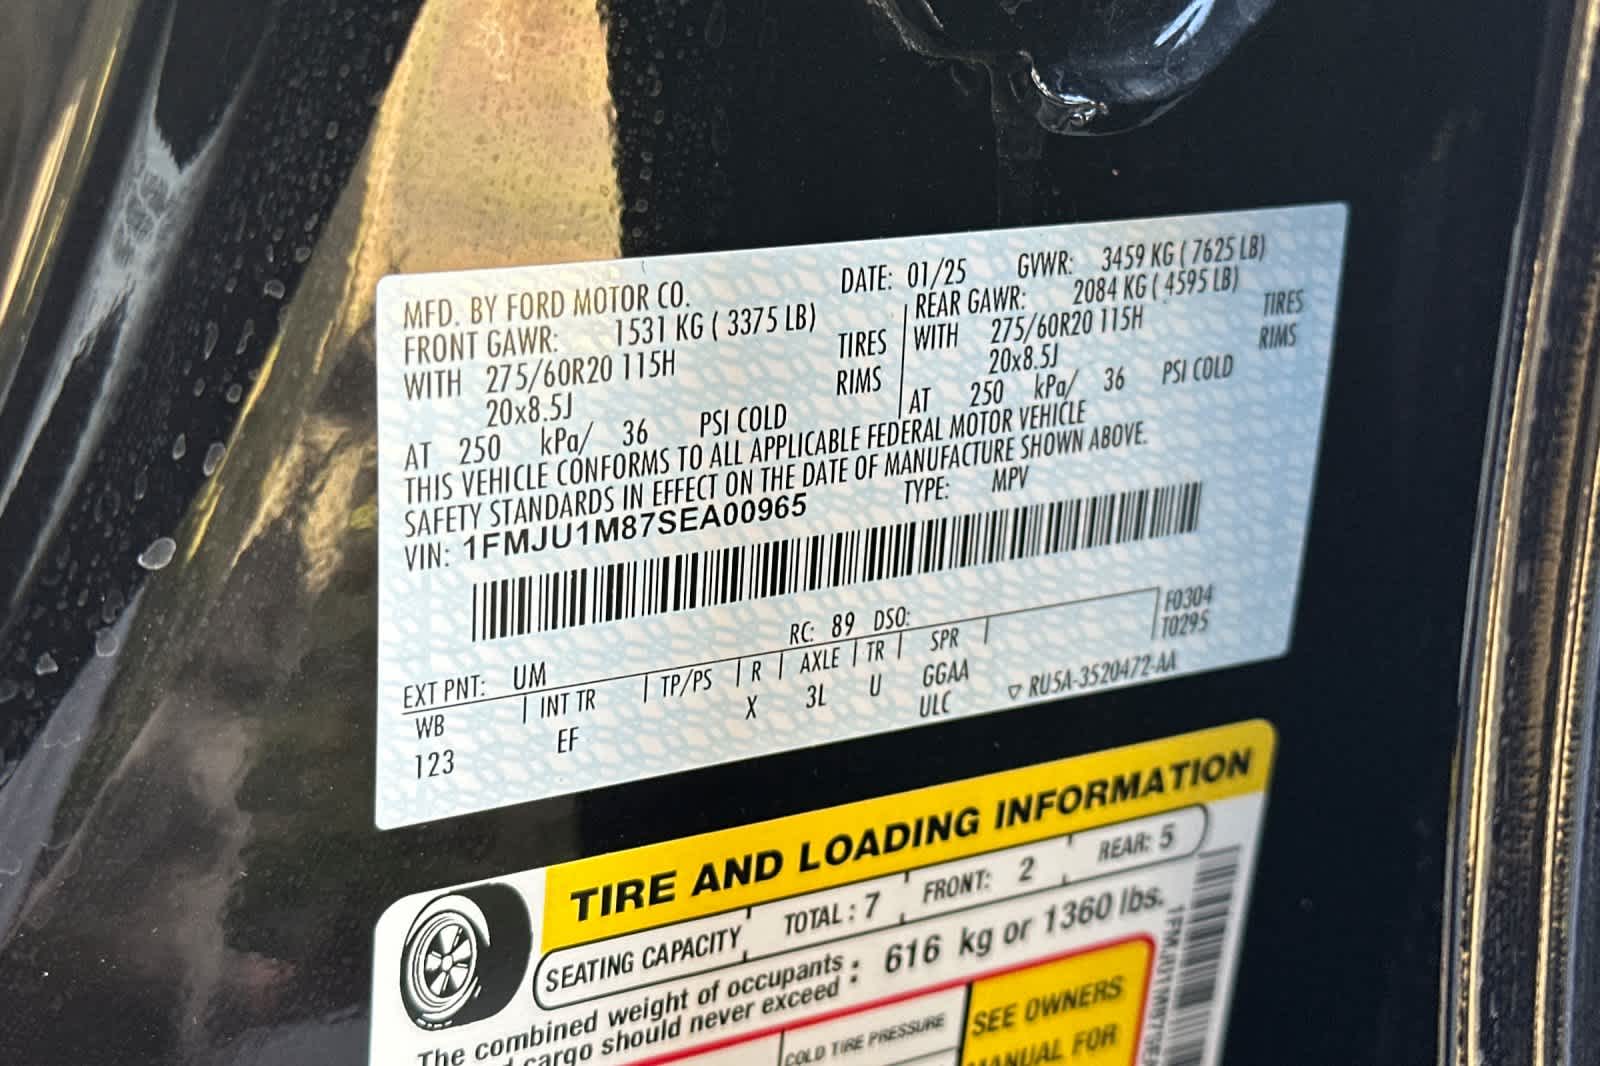 MFD. BY FORD MOTOR CO. DATE: 01/25 GVWR: 3459 KG ( 7625 LB)
FRONT GAWR: 1531 KG ( 3375 LB) REAR GAWR: 2084 KG ( 4595 LB)
WITH 275/60R20 115H TIRES WITH 275/60R20 115H TIRES
20x8.5J RIMS 20x8.5J RIMS
AT 250 kPa/ 36 PSI COLD AT 250 kPa/ 36 PSI COLD
THIS VEHICLE CONFORMS TO ALL APPLICABLE FEDERAL MOTOR VEHICLE
SAFETY STANDARDS IN EFFECT ON THE DATE OF MANUFACTURE SHOWN ABOVE.
VIN: 1FMJU1M87SEA00965 TYPE: MPV
EXT PNT: UM RC: 89 DSO: F0304
WB INT TR TP/PS R AXLE TR SPR T0295
123 EF X 3L U GGAA
ULC ▽ RU5A-3520472-AA
TIRE AND LOADING INFORMATION
SEATING CAPACITY TOTAL : 7 FRONT: 2 REAR: 5
The combined weight of occupants : 616 kg or 1360 lbs.
cargo should never exceed :
COLD TIRE PRESSURE
SEE OWNERS
MANUAL FOR